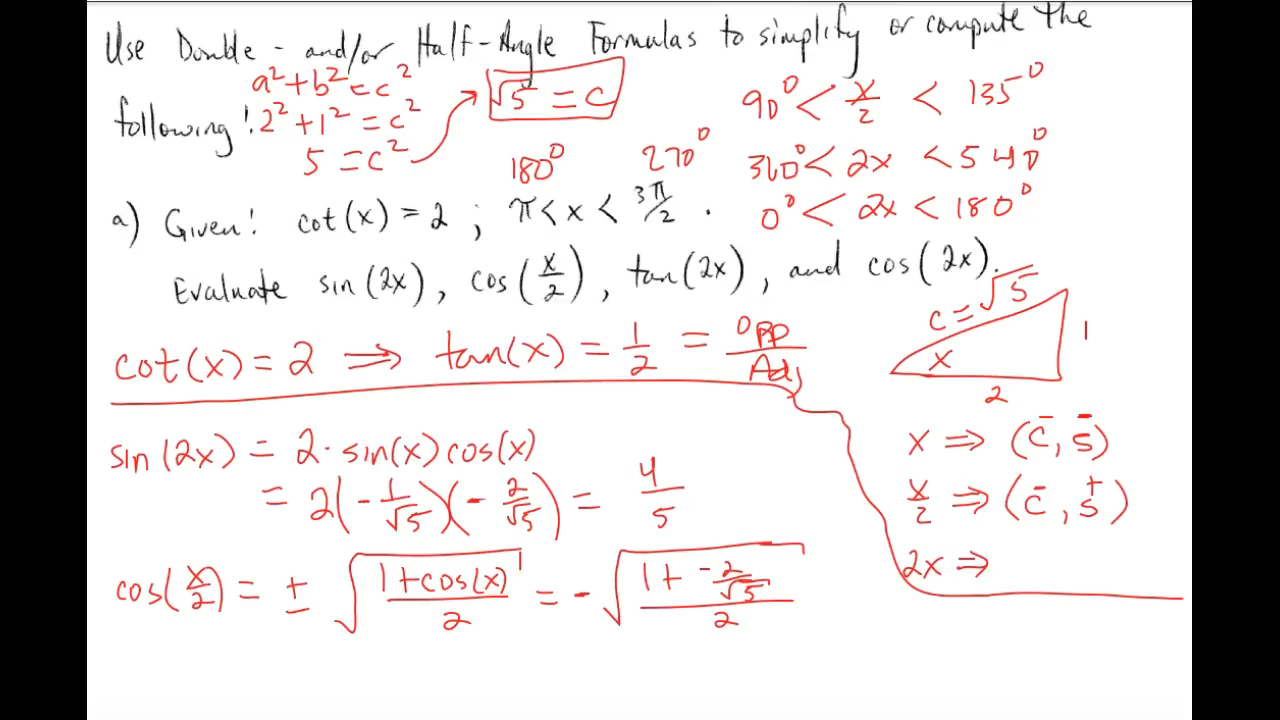 Use Double - and/or Half-Angle Formulas to simplify or compute the
following!
a² + b² = c²
2² + 1² = c²
5 = c²
√5 = c
90° < x/2 < 135°
360° < 2x < 540°
0° < 2x < 180°
180° 270°
a) Given! cot(x) = 2 ; π < x < 3π/2 .
Evaluate sin(2x), cos(x/2), tan(2x), and cos(2x).
cot(x) = 2 ⇒ tan(x) = 1/2 = Opp/Adj
c = √5
x
1
2
sin(2x) = 2·sin(x)cos(x)
= 2(-1/√5)(-2/√5) = 4/5
cos(x/2) = ± √((1+cos(x))/2) = -√((1 + -2/√5)/2)
x ⇒ (c̄, s̄)
x/2 ⇒ (c̄, s⁺)
2x ⇒